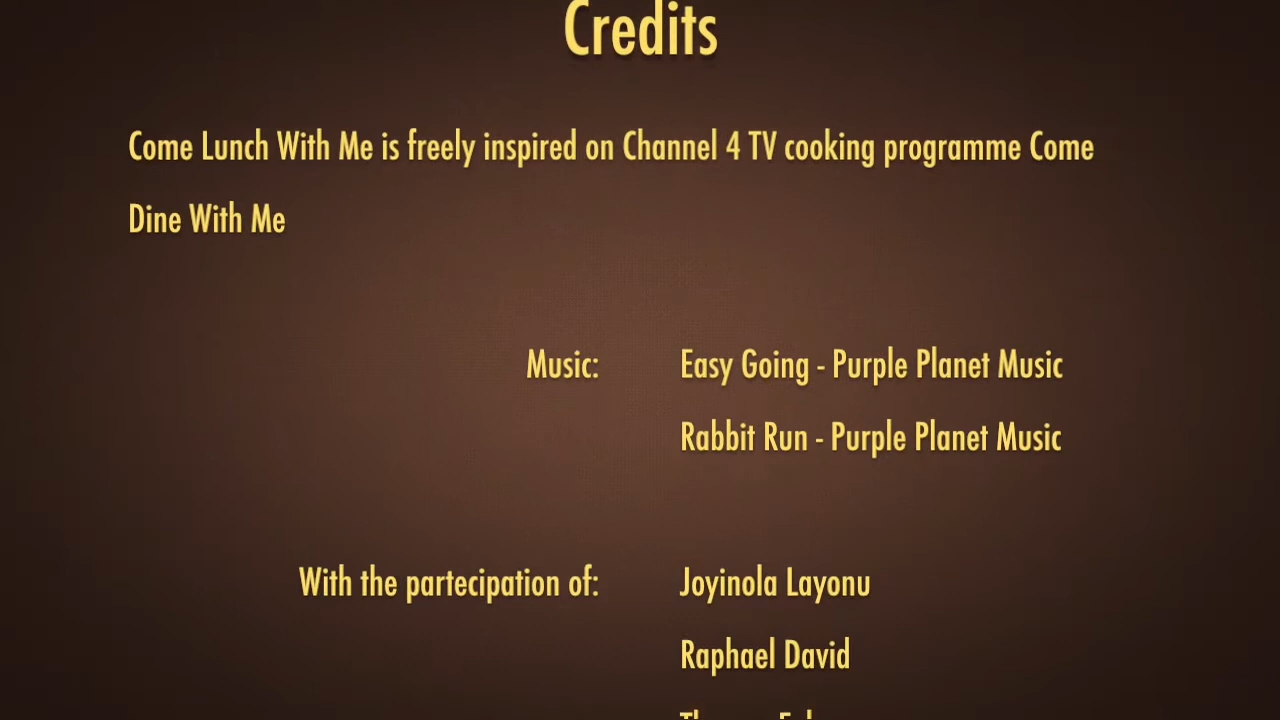 Credits
Come Lunch With Me is freely inspired on Channel 4 TV cooking programme Come
Dine With Me
Music: Easy Going - Purple Planet Music
Rabbit Run - Purple Planet Music
With the partecipation of: Joyinola Layonu
Raphael David